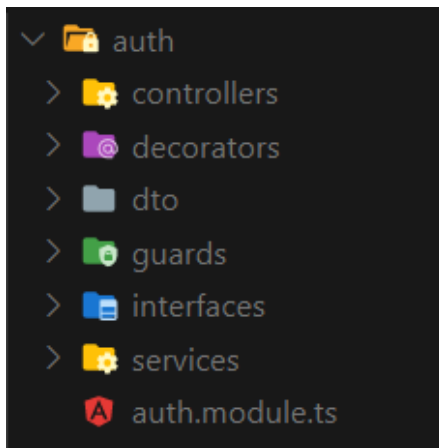 auth
controllers
decorators
dto
guards
interfaces
services
auth.module.ts